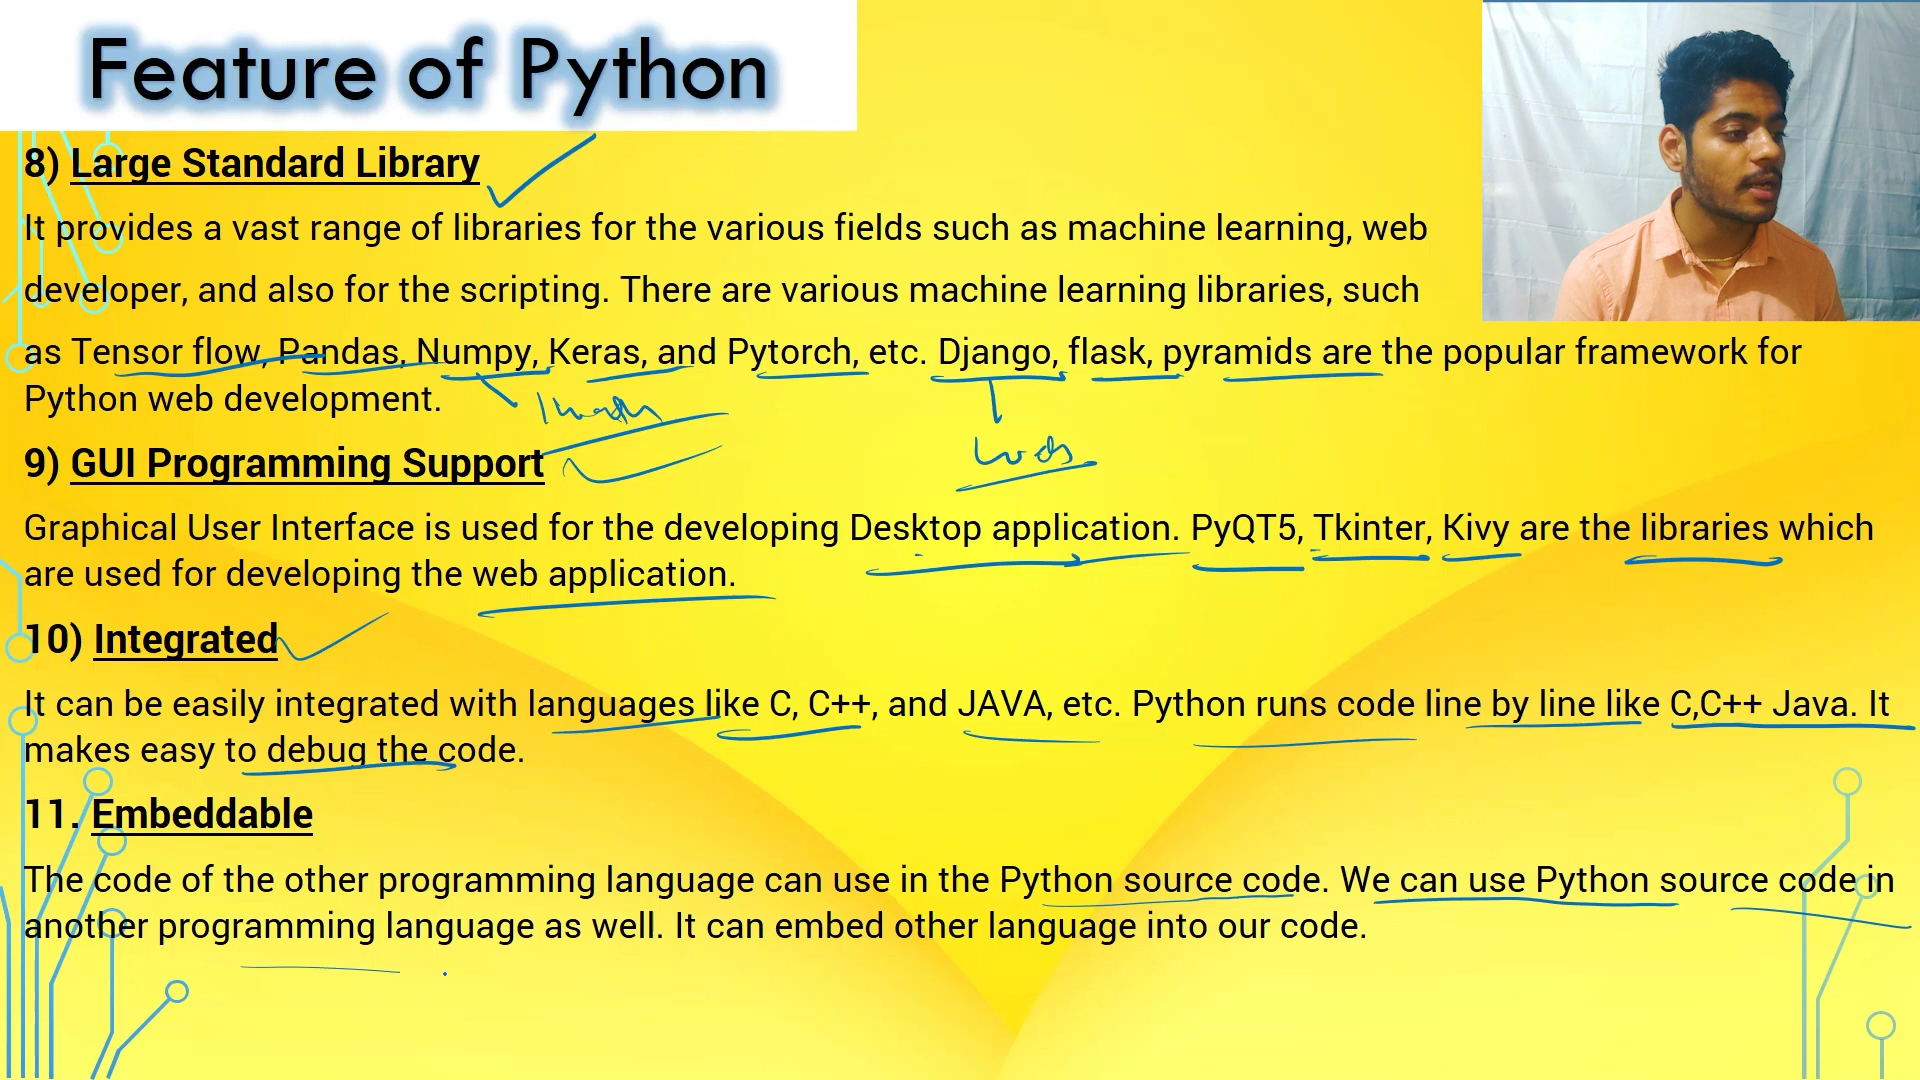 Feature of Python
8) Large Standard Library
It provides a vast range of libraries for the various fields such as machine learning, web
developer, and also for the scripting. There are various machine learning libraries, such
as Tensor flow, Pandas, Numpy, Keras, and Pytorch, etc. Django, flask, pyramids are the popular framework for
Python web development.
9) GUI Programming Support
Graphical User Interface is used for the developing Desktop application. PyQT5, Tkinter, Kivy are the libraries which
are used for developing the web application.
10) Integrated
It can be easily integrated with languages like C, C++, and JAVA, etc. Python runs code line by line like C,C++ Java. It
makes easy to debug the code.
11. Embeddable
The code of the other programming language can use in the Python source code. We can use Python source code in
another programming language as well. It can embed other language into our code.